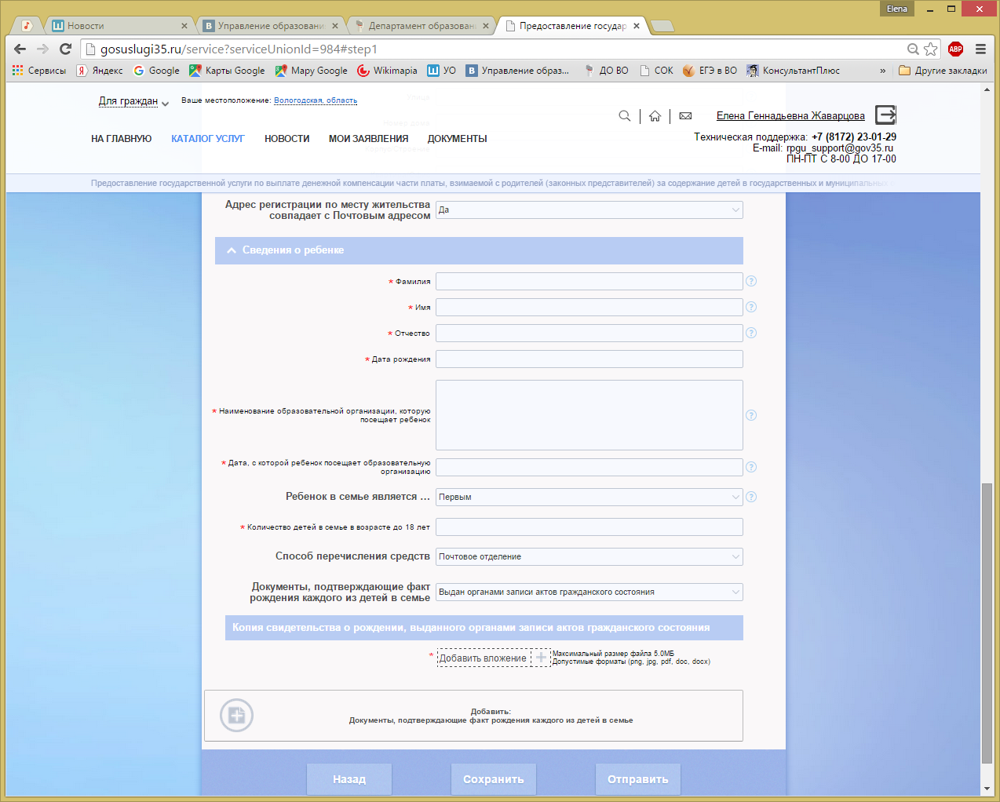 Elena
Новости
Управление образовани
Департамент образован
Предоставление государ
gosuslugi35.ru/service?serviceUnionId=984#step1
ABP
Сервисы
Яндекс
Google
Карты Google
Мару Google
Wikimapia
УО
Управление образ...
ДО ВО
СОК
ЕГЭ в ВО
КонсультантПлюс
»
Другие закладки
Для граждан
Ваше местоположение: Вологодская, область
Елена Геннадьевна Жаварцова
НА ГЛАВНУЮ
КАТАЛОГ УСЛУГ
НОВОСТИ
МОИ ЗАЯВЛЕНИЯ
ДОКУМЕНТЫ
Техническая поддержка: +7 (8172) 23-01-29
E-mail: rpgu_support@gov35.ru
ПН-ПТ С 8-00 ДО 17-00
Предоставление государственной услуги по выплате денежной компенсации части платы, взимаемой с родителей (законных представителей) за содержание детей в государственных и муниципальных
Адрес регистрации по месту жительства
совпадает с Почтовым адресом
Да
Сведения о ребенке
* Фамилия
?
* Имя
?
* Отчество
?
* Дата рождения
* Наименование образовательной организации, которую
посещает ребенок
?
* Дата, с которой ребенок посещает образовательную
организацию
?
Ребенок в семье является ...
Первым
?
* Количество детей в семье в возрасте до 18 лет
Способ перечисления средств
Почтовое отделение
Документы, подтверждающие факт
рождения каждого из детей в семье
Выдан органами записи актов гражданского состояния
Копия свидетельства о рождении, выданного органами записи актов гражданского состояния
* Добавить вложение
Максимальный размер файла 5.0МБ
Допустимые форматы (png, jpg, pdf, doc, docx)
Добавить:
Документы, подтверждающие факт рождения каждого из детей в семье
Назад
Сохранить
Отправить